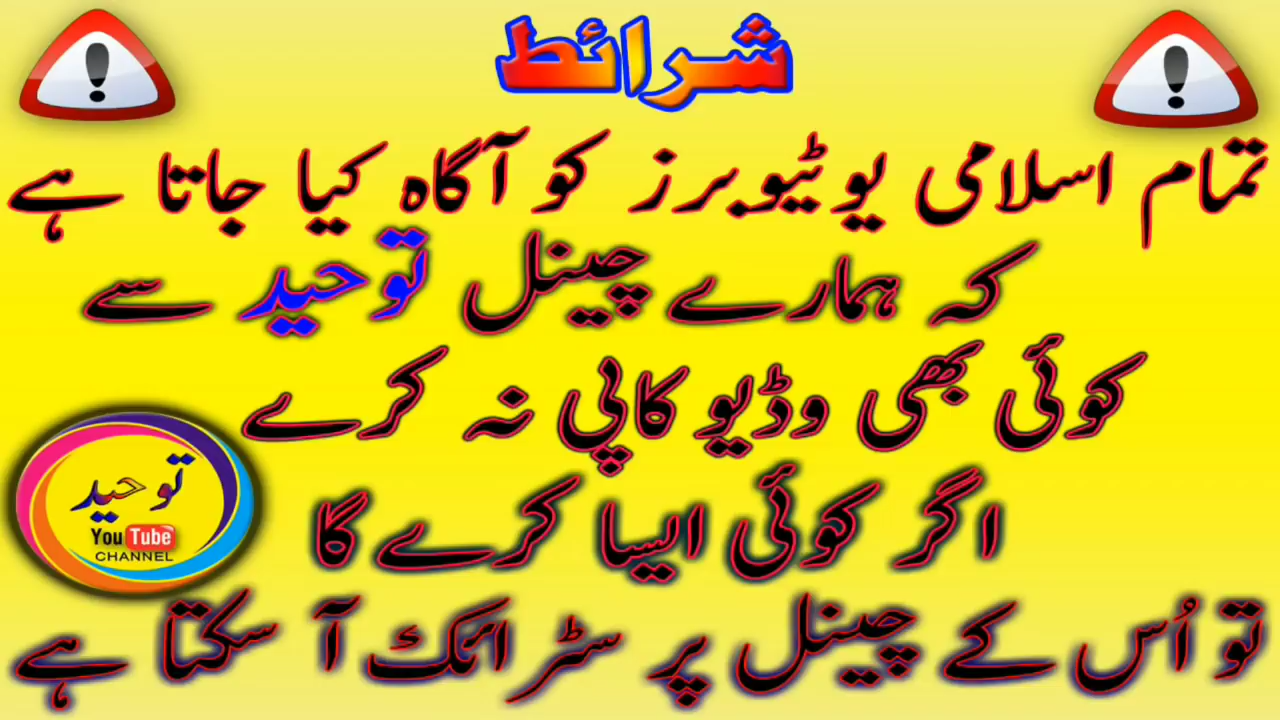 شرائط
تمام اسلامی یوٹیوبرز کو آگاہ کیا جاتا ہے
کہ ہمارے چینل توحید سے
کوئی بھی وڈیو کاپی نہ کرے
اگر کوئی ایسا کرے گا
تو اُس کے چینل پر سٹرائک آ سکتا ہے
توحید
YouTube
CHANNEL